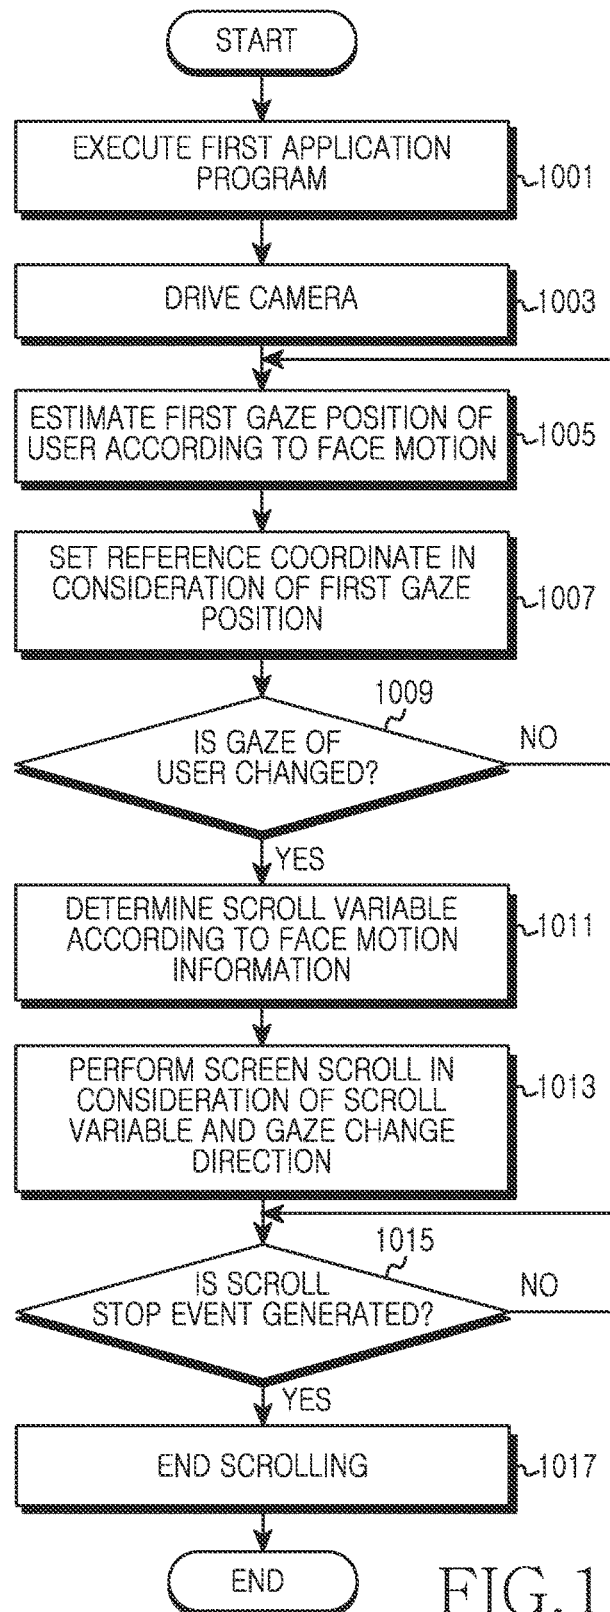 START
EXECUTE FIRST APPLICATION
PROGRAM
1001
DRIVE CAMERA
1003
ESTIMATE FIRST GAZE POSITION OF
USER ACCORDING TO FACE MOTION
1005
SET REFERENCE COORDINATE IN
CONSIDERATION OF FIRST GAZE
POSITION
1007
1009
IS GAZE OF
USER CHANGED?
NO
YES
DETERMINE SCROLL VARIABLE
ACCORDING TO FACE MOTION
INFORMATION
1011
PERFORM SCREEN SCROLL IN
CONSIDERATION OF SCROLL
VARIABLE AND GAZE CHANGE
DIRECTION
1013
1015
IS SCROLL
STOP EVENT GENERATED?
NO
YES
END SCROLLING
1017
END
FIG.1